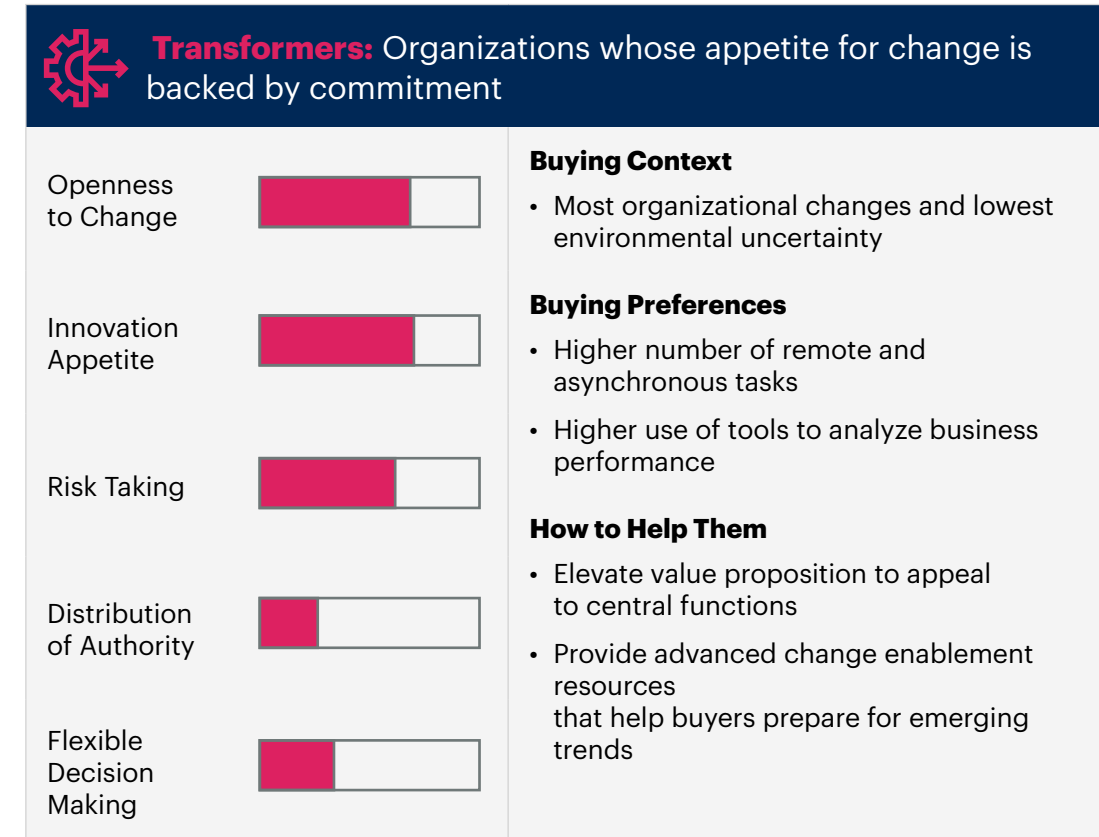 Transformers: Organizations whose appetite for change is
backed by commitment
Openness
to Change
Innovation
Appetite
Risk Taking
Distribution
of Authority
Flexible
Decision
Making
Buying Context
• Most organizational changes and lowest
environmental uncertainty
Buying Preferences
• Higher number of remote and
asynchronous tasks
• Higher use of tools to analyze business
performance
How to Help Them
• Elevate value proposition to appeal
to central functions
• Provide advanced change enablement
resources
that help buyers prepare for emerging
trends